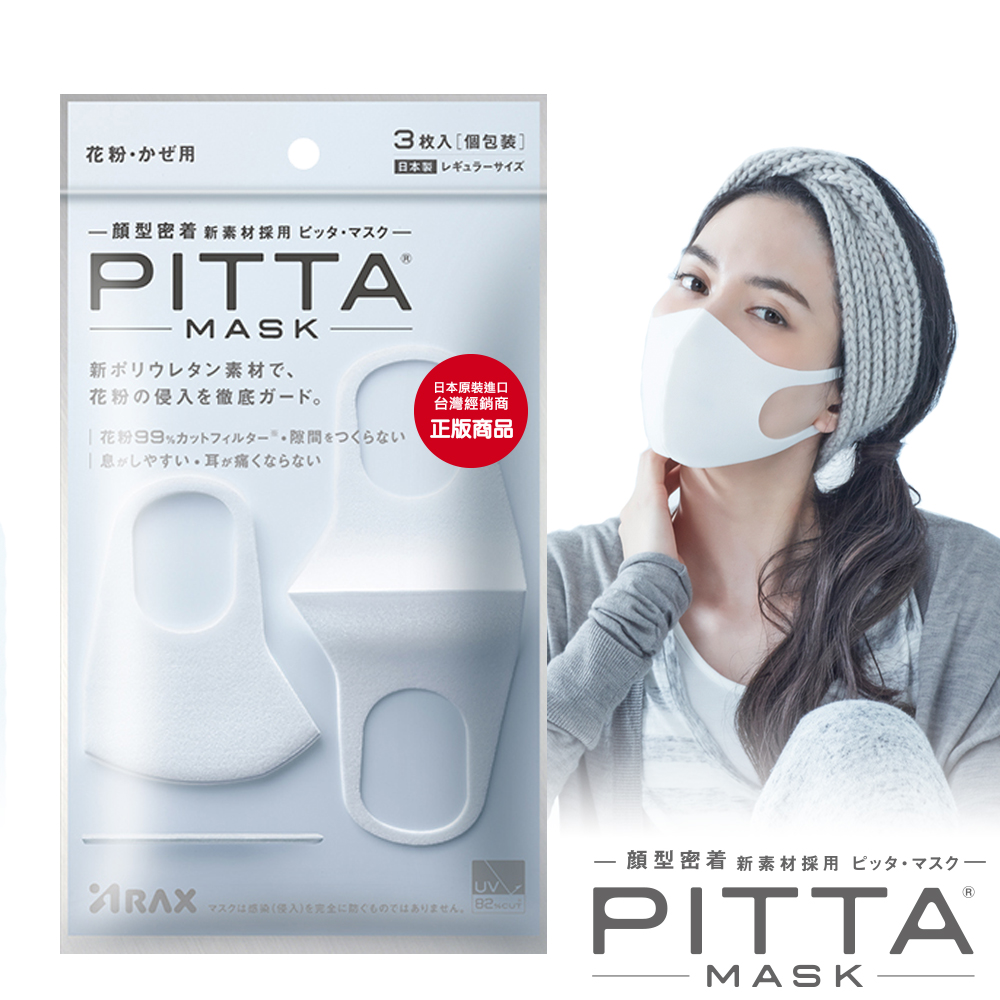 花粉・かぜ用
3枚入[個包装]
日本製 レギュラーサイズ
顔型密着 新素材採用 ピッタ・マスク
PITTA®
MASK
新ポリウレタン素材で、
花粉の侵入を徹底ガード。
花粉99%カットフィルター※・隙間をつくらない
息がしやすい・耳が痛くならない
日本原裝進口
台灣經銷商
正版商品
ARAX
マスクは感染(侵入)を完全に防ぐものではありません。
UV
82%cut
顔型密着 新素材採用 ピッタ・マスク
PITTA®
MASK